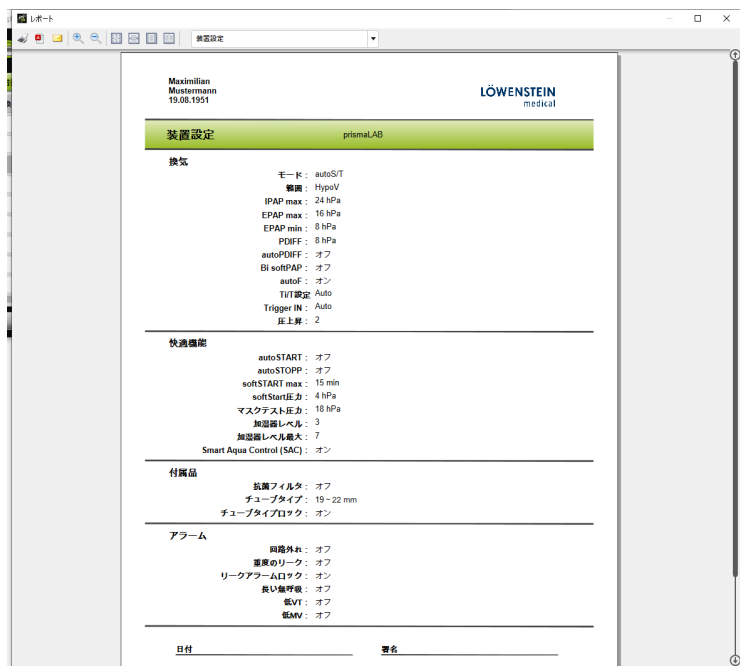 レポート
装置設定
Maximilian
Mustermann
19.08.1951
LÖWENSTEIN
medical
装置設定 prismaLAB
換気
モード : autoS/T
範囲 : HypoV
IPAP max : 24 hPa
EPAP max : 16 hPa
EPAP min : 8 hPa
PDIFF : 8 hPa
autoPDIFF : オフ
Bi softPAP : オフ
autoF : オン
Ti/T設定 Auto
Trigger IN : Auto
圧上昇 : 2
快適機能
autoSTART : オフ
autoSTOPP : オフ
softSTART max : 15 min
softStart圧力 : 4 hPa
マスクテスト圧力 : 18 hPa
加湿器レベル : 3
加湿器レベル最大 : 7
Smart Aqua Control (SAC) : オン
付属品
抗菌フィルタ : オフ
チューブタイプ : 19~22 mm
チューブタイプロック : オン
アラーム
回路外れ : オフ
重度のリーク : オフ
リークアラームロック : オン
長い無呼吸 : オフ
低VT : オフ
低MV : オフ
日付 署名